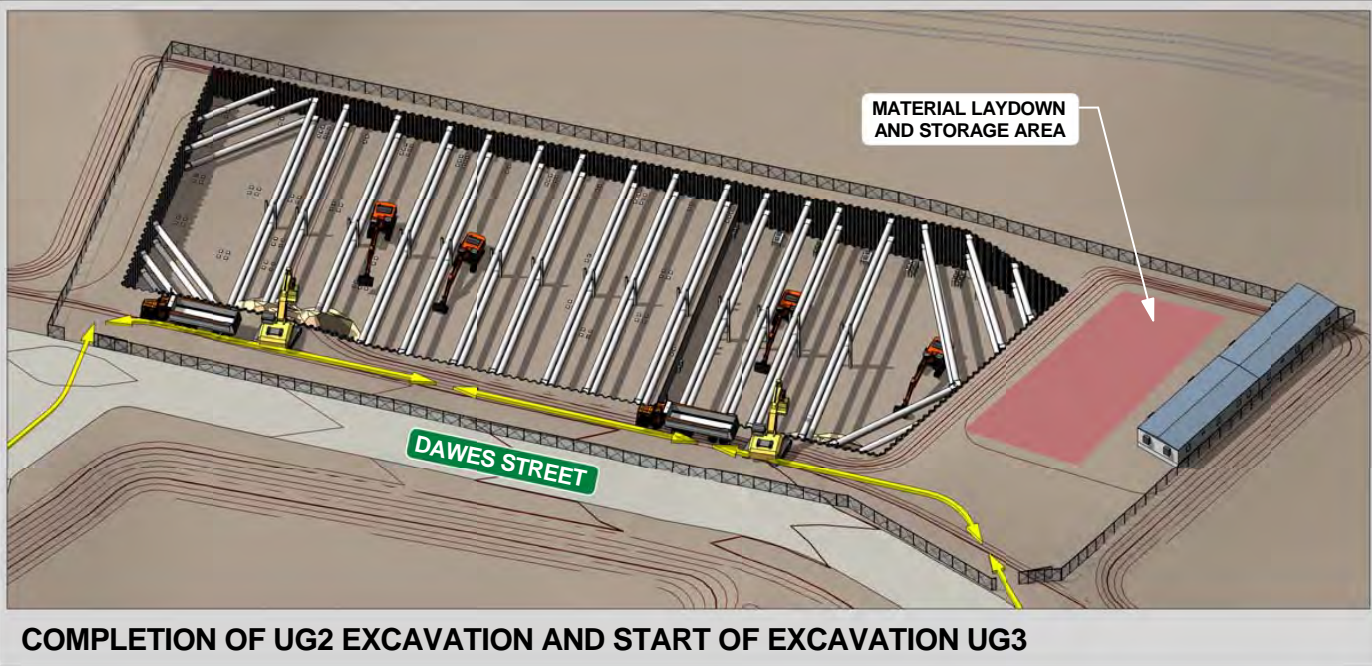 MATERIAL LAYDOWN
AND STORAGE AREA
DAWES STREET
COMPLETION OF UG2 EXCAVATION AND START OF EXCAVATION UG3